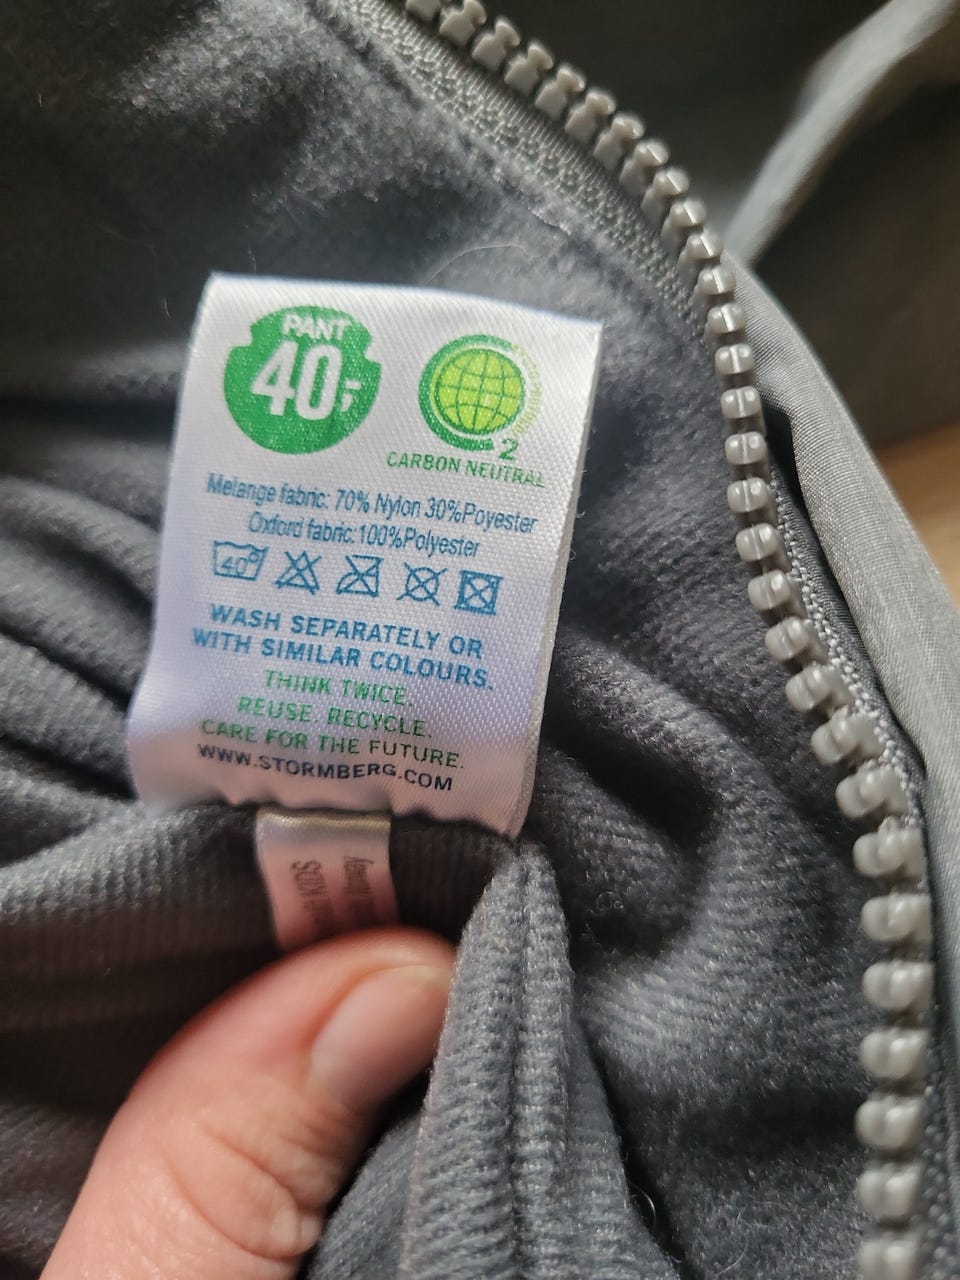 PANT
40,-
2
CARBON NEUTRAL
Melange fabric: 70% Nylon 30%Poyester
Oxford fabric:100%Polyester
40°
WASH SEPARATELY OR
WITH SIMILAR COLOURS.
THINK TWICE.
REUSE. RECYCLE.
CARE FOR THE FUTURE.
WWW.STORMBERG.COM